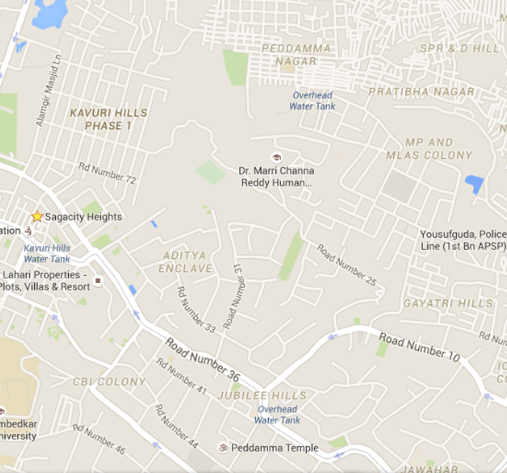 PEDDAMMA
NAGAR
SPR & D HILL
Alamgir Masjid Ln
Overhead
Water Tank
PRATIBHA NAGAR
KAVURI HILLS
PHASE 1
MP AND
MLAS COLONY
Dr. Marri Channa
Reddy Human...
Rd Number 72
Sagacity Heights
ation
Yousufguda, Police
Line (1st Bn APSP)
Kavuri Hills
Water Tank
ADITYA
ENCLAVE
Road Number 25
Lahari Properties -
Plots, Villas & Resort
Road Number 31
Rd Number 33
GAYATRI HILLS
Road Number 36
Road Number 10
Rd Num
CBI COLONY
Rd Number 41
JUBILEE HILLS
Overhead
Water Tank
mbedkar
niversity
Rd Number 46
Rd Number 44
Peddamma Temple
JAWAHAR